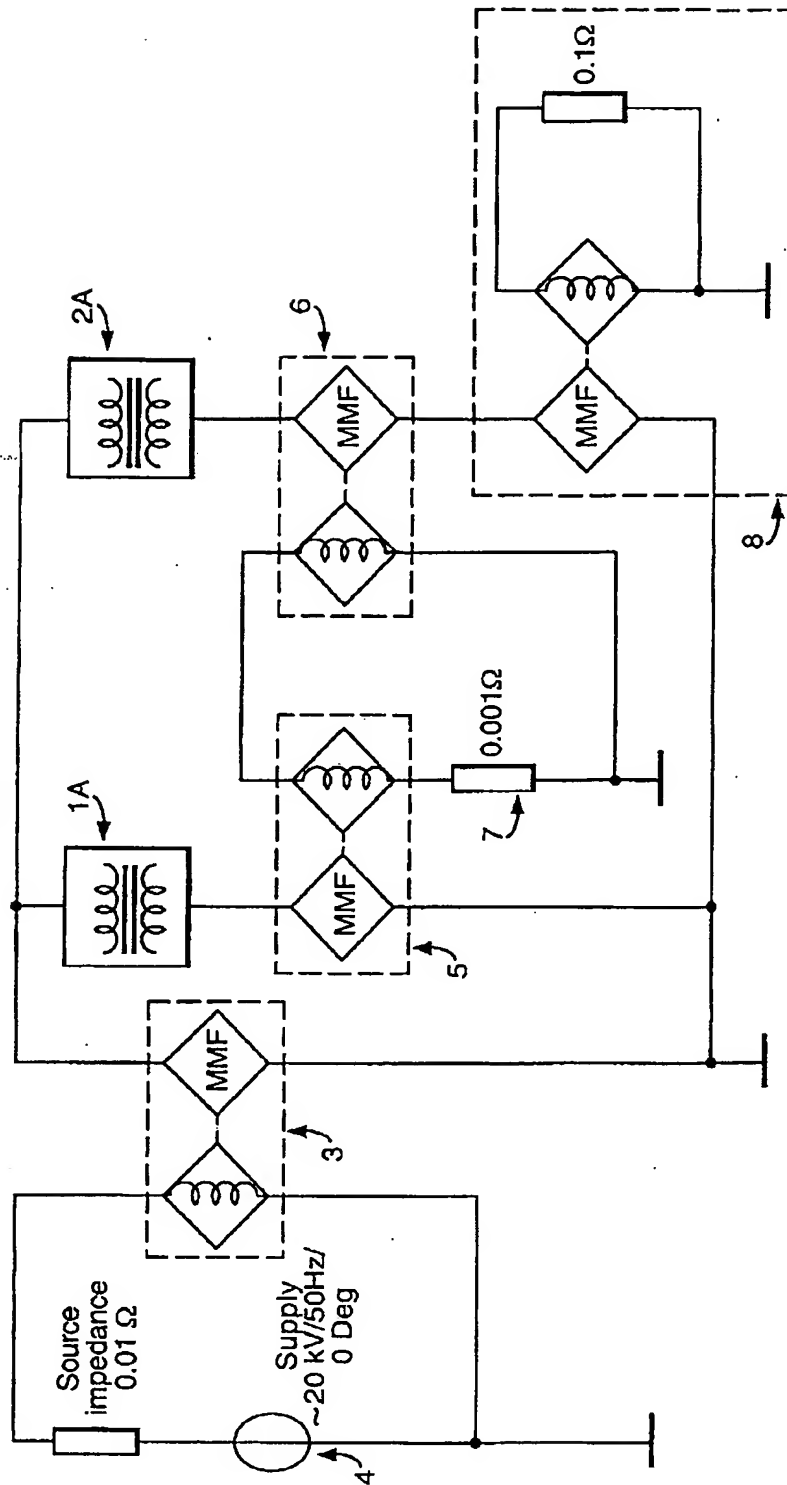 Source
impedance
0.01 Ω
Supply
~20 kV/50Hz/
0 Deg
4
3
MMF
1A
5
MMF
7
0.001Ω
2A
6
MMF
8
MMF
0.1Ω